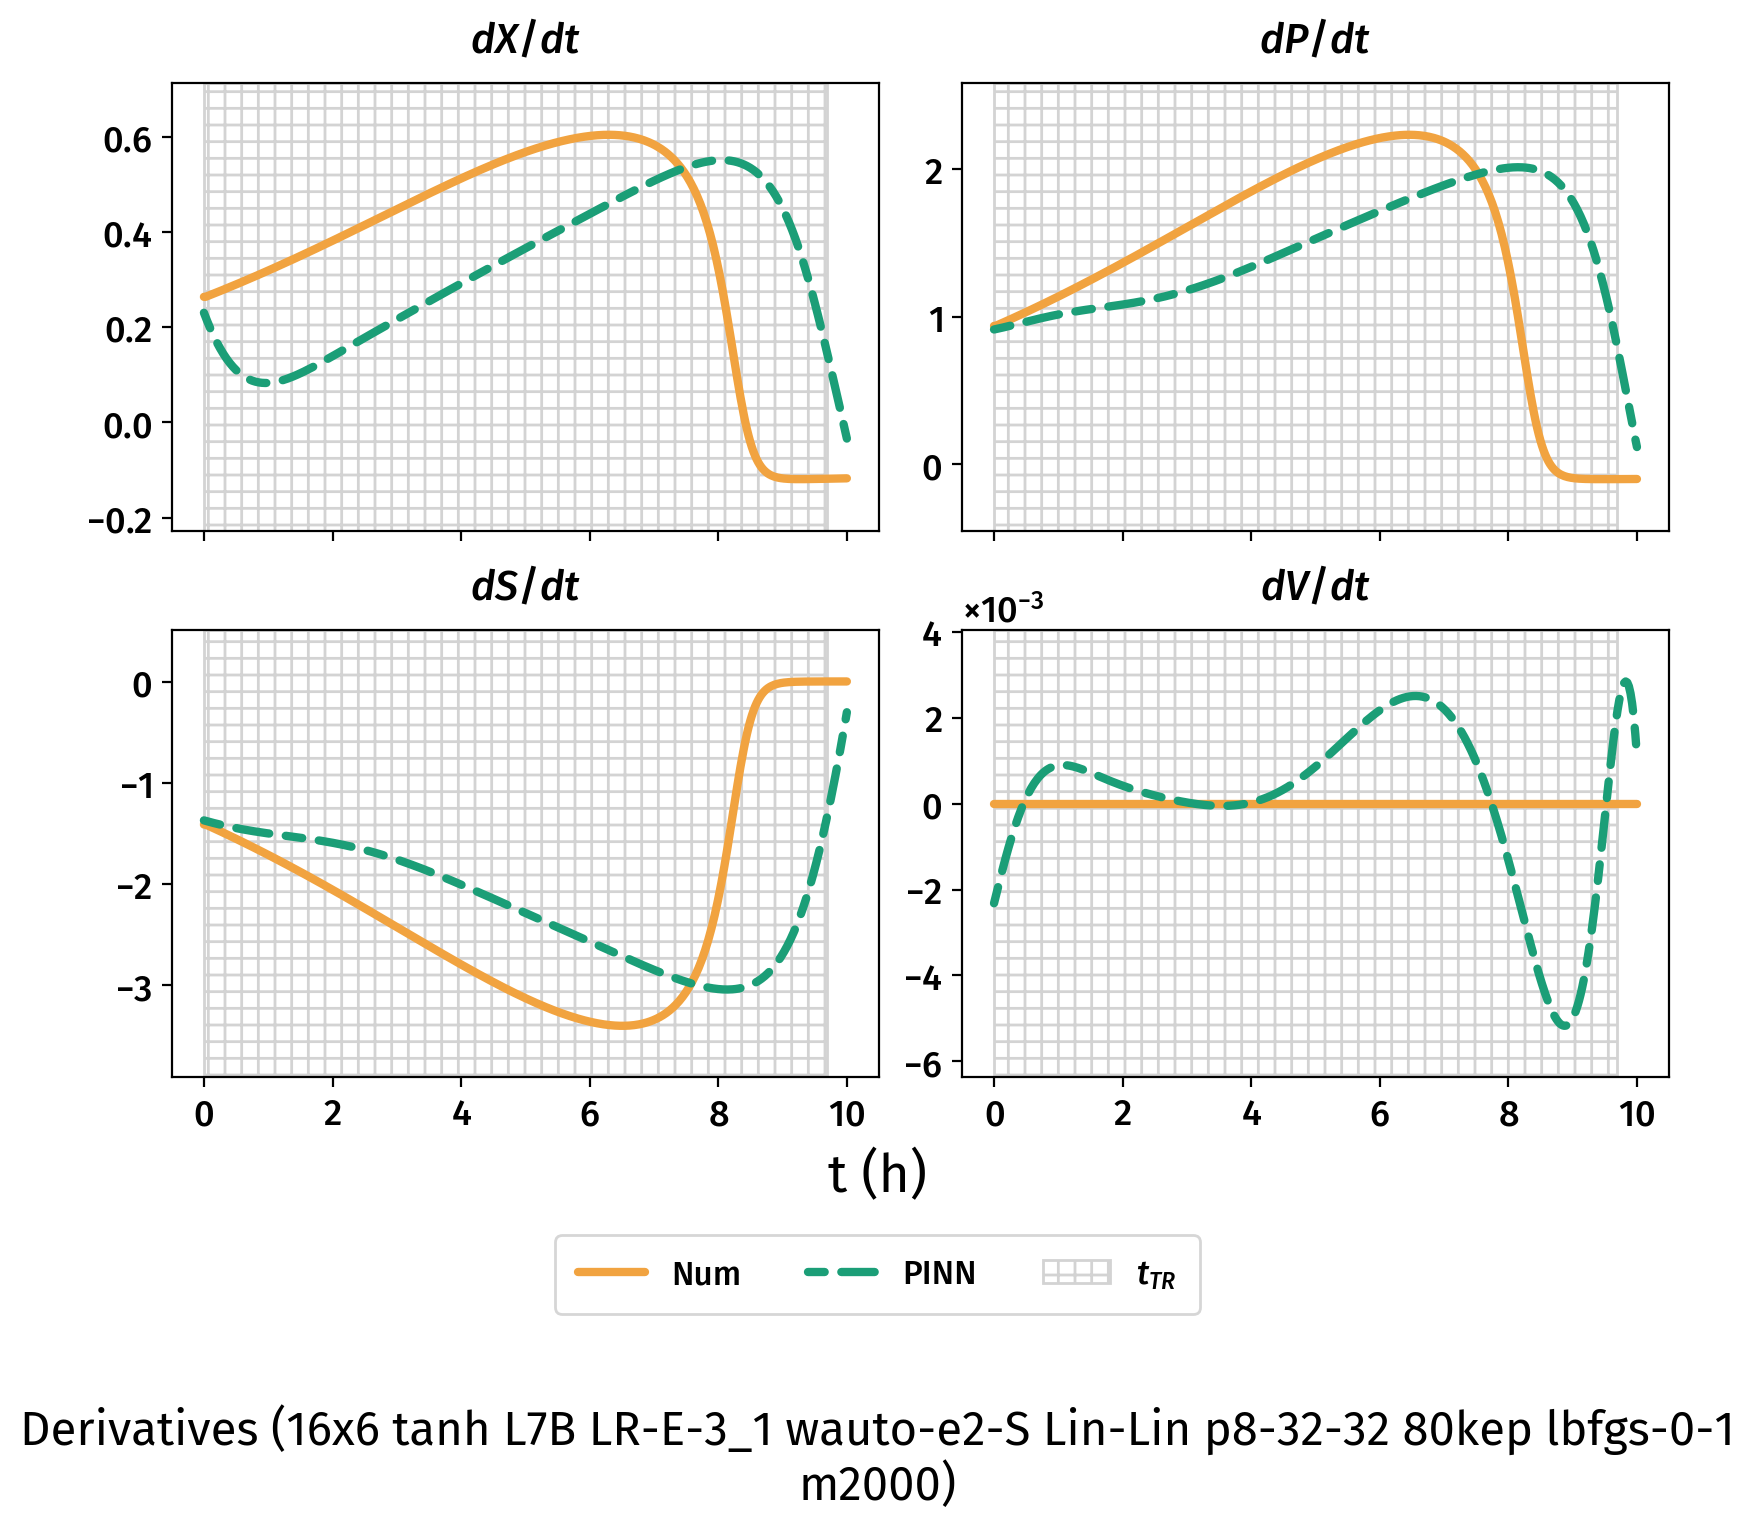 dX/dt
dP/dt
0.6
0.4
0.2
0.0
−0.2
2
1
0
dS/dt
dV/dt
×10⁻³
0
−1
−2
−3
4
2
0
−2
−4
−6
0 2 4 6 8 10
0 2 4 6 8 10
t (h)
Num PINN t_TR
Derivatives (16x6 tanh L7B LR-E-3_1 wauto-e2-S Lin-Lin p8-32-32 80kep lbfgs-0-1
m2000)